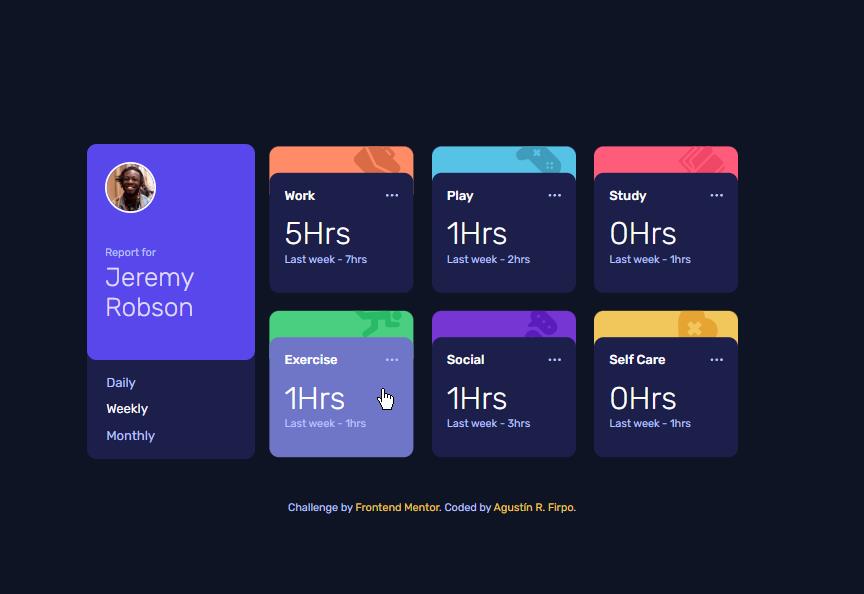 Report for
Jeremy
Robson
Daily
Weekly
Monthly
Work
5Hrs
Last week - 7hrs
Play
1Hrs
Last week - 2hrs
Study
0Hrs
Last week - 1hrs
Exercise
1Hrs
Last week - 1hrs
Social
1Hrs
Last week - 3hrs
Self Care
0Hrs
Last week - 1hrs
Challenge by Frontend Mentor. Coded by Agustín R. Firpo.